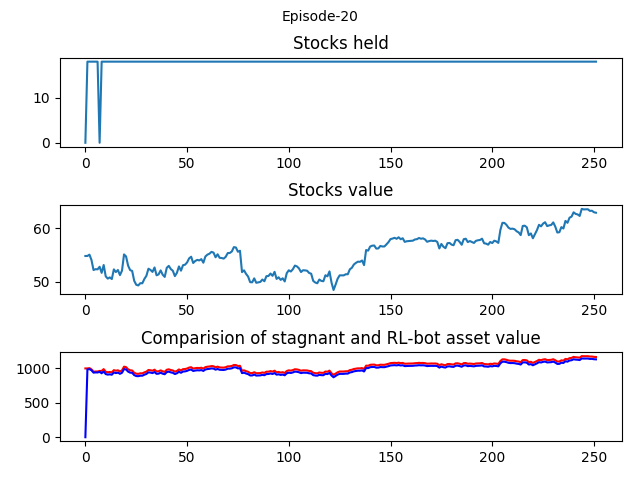 Episode-20
Stocks held
10
0
0 50 100 150 200 250
Stocks value
60
50
0 50 100 150 200 250
Comparision of stagnant and RL-bot asset value
1000
500
0
0 50 100 150 200 250